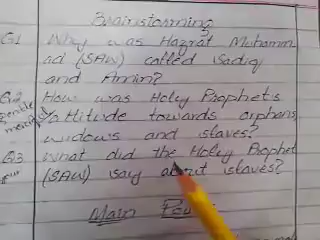 Brainstorming
Q1 Why was Hazrat Muhamm
ad (SAW) called Sadiq
and Amin?
Q2 How was Holy Prophet's
attitude towards orphans,
widows and slaves?
Q3 What did the Holy Prophet
(SAW) say about slaves?
Main